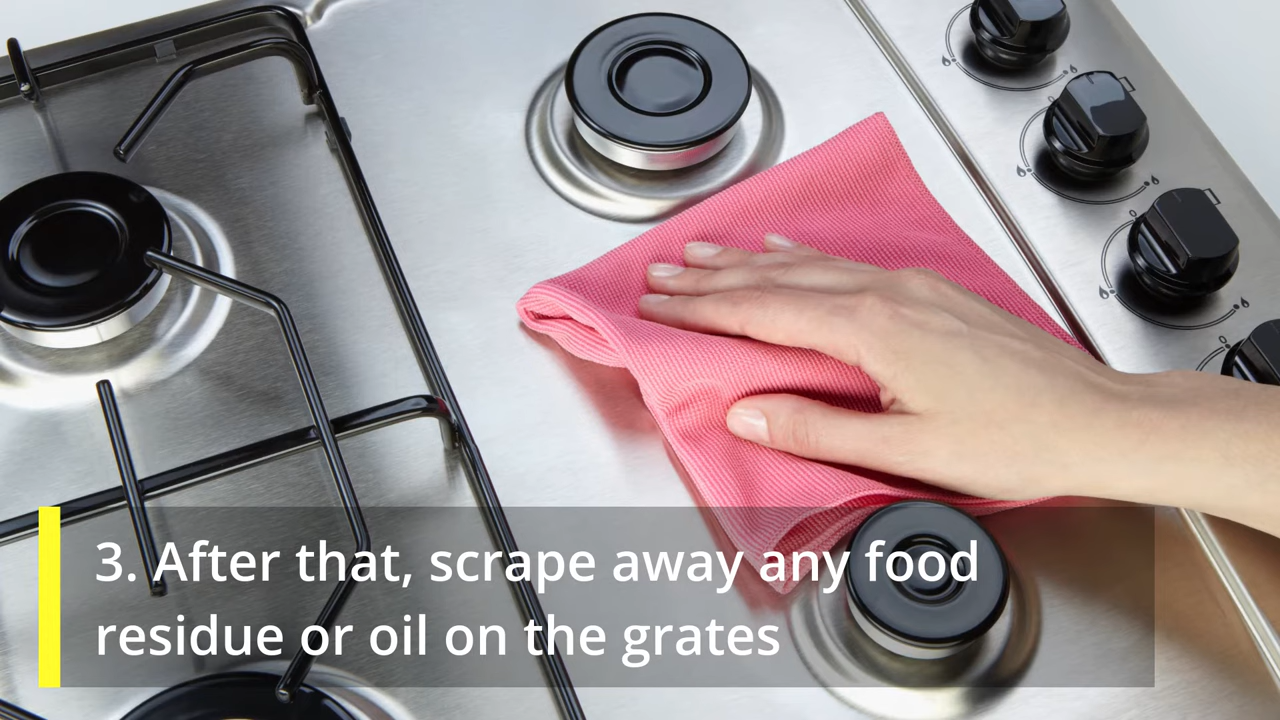 3. After that, scrape away any food
residue or oil on the grates